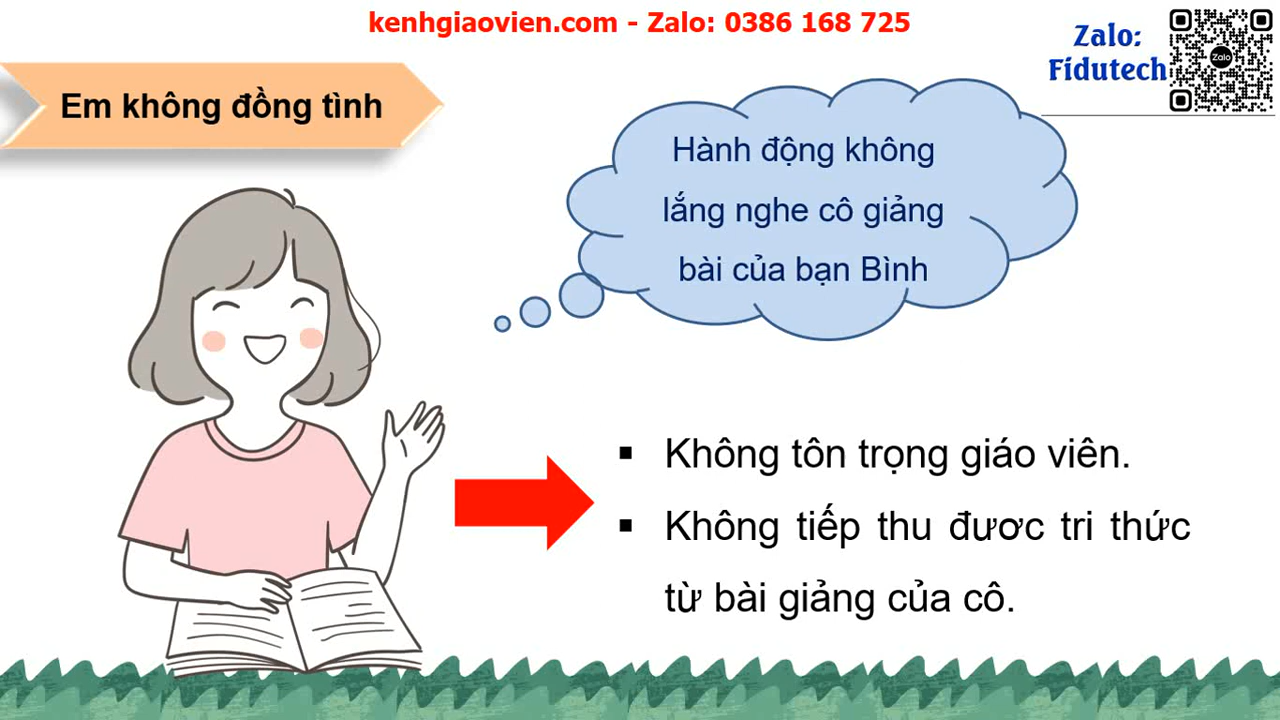 kenhgiaovien.com - Zalo: 0386 168 725
Zalo:
Fidutech
Zalo
Em không đồng tình
Hành động không
lắng nghe cô giảng
bài của bạn Bình
▪ Không tôn trọng giáo viên.
▪ Không tiếp thu đươc tri thức
từ bài giảng của cô.